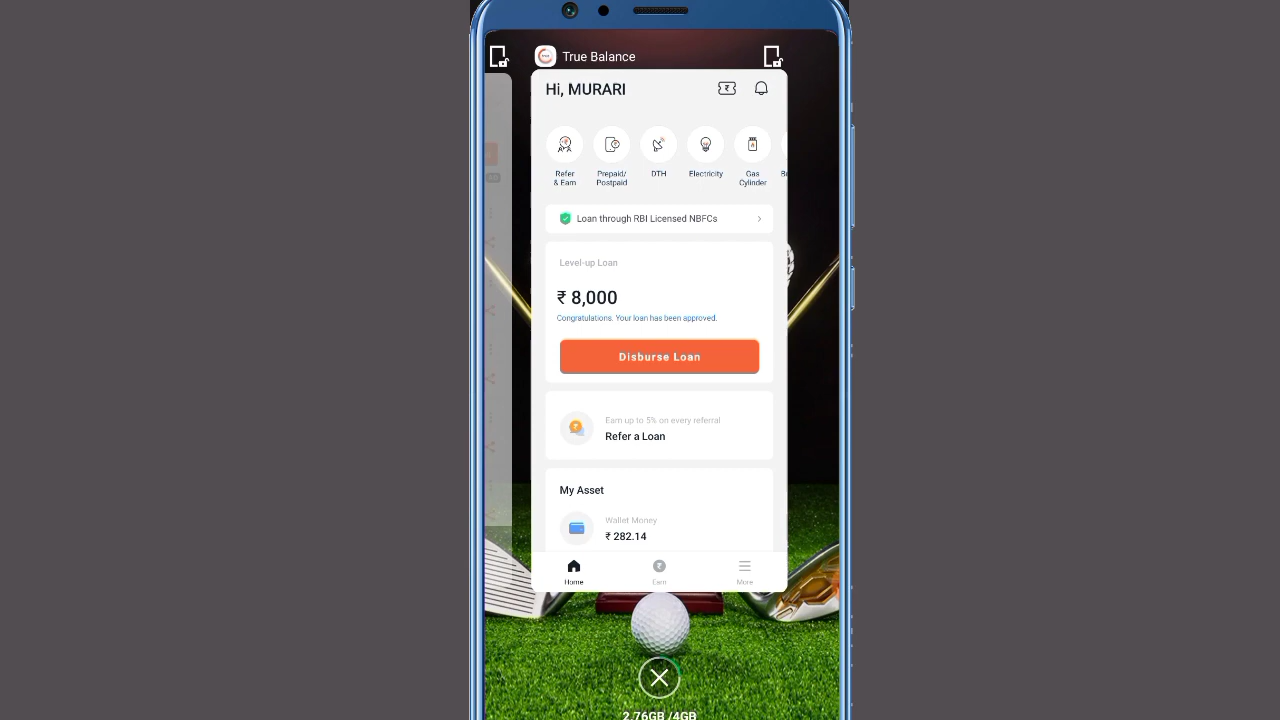 True Balance
Hi, MURARI
Refer
& Earn
Prepaid/
Postpaid
DTH
Electricity
Gas
Cylinder
Loan through RBI Licensed NBFCs
Level-up Loan
₹ 8,000
Congratulations. Your loan has been approved.
Disburse Loan
Earn up to 5% on every referral
Refer a Loan
My Asset
Wallet Money
₹ 282.14
Home
Earn
More
2.76GB /4GB